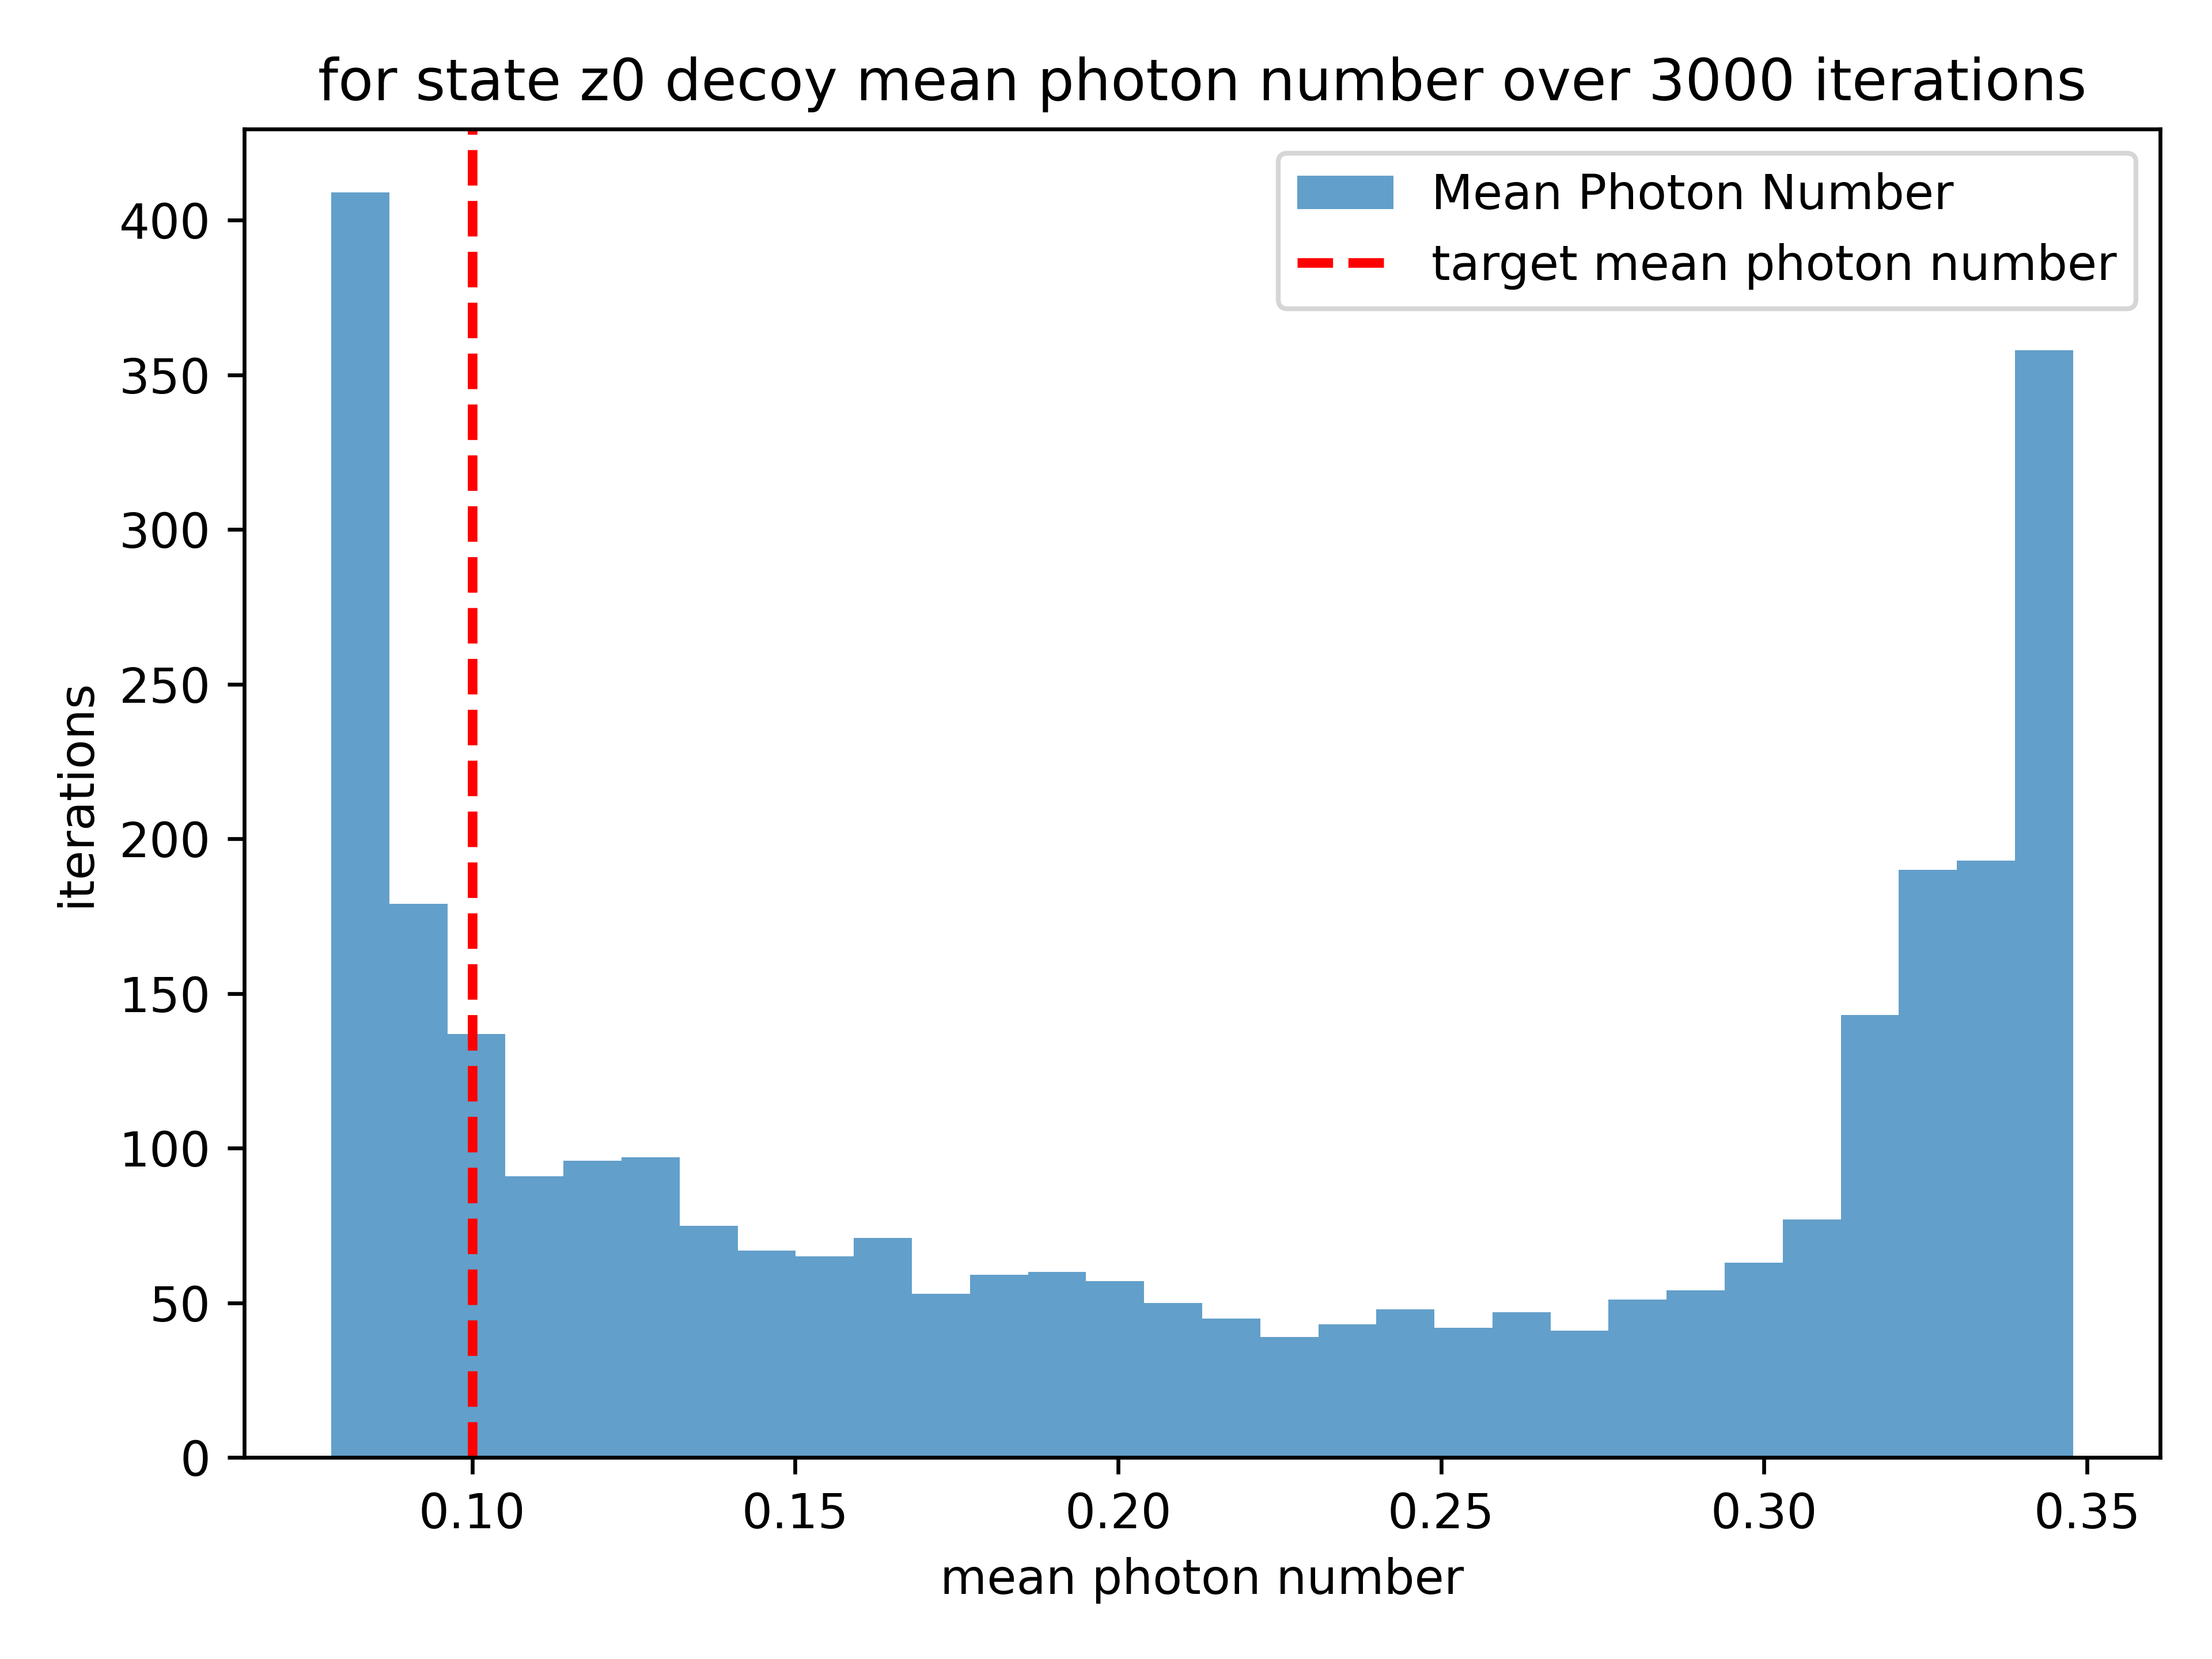 for state z0 decoy mean photon number over 3000 iterations
Mean Photon Number
target mean photon number
400
350
300
250
200
150
100
50
0
iterations
0.10 0.15 0.20 0.25 0.30 0.35
mean photon number